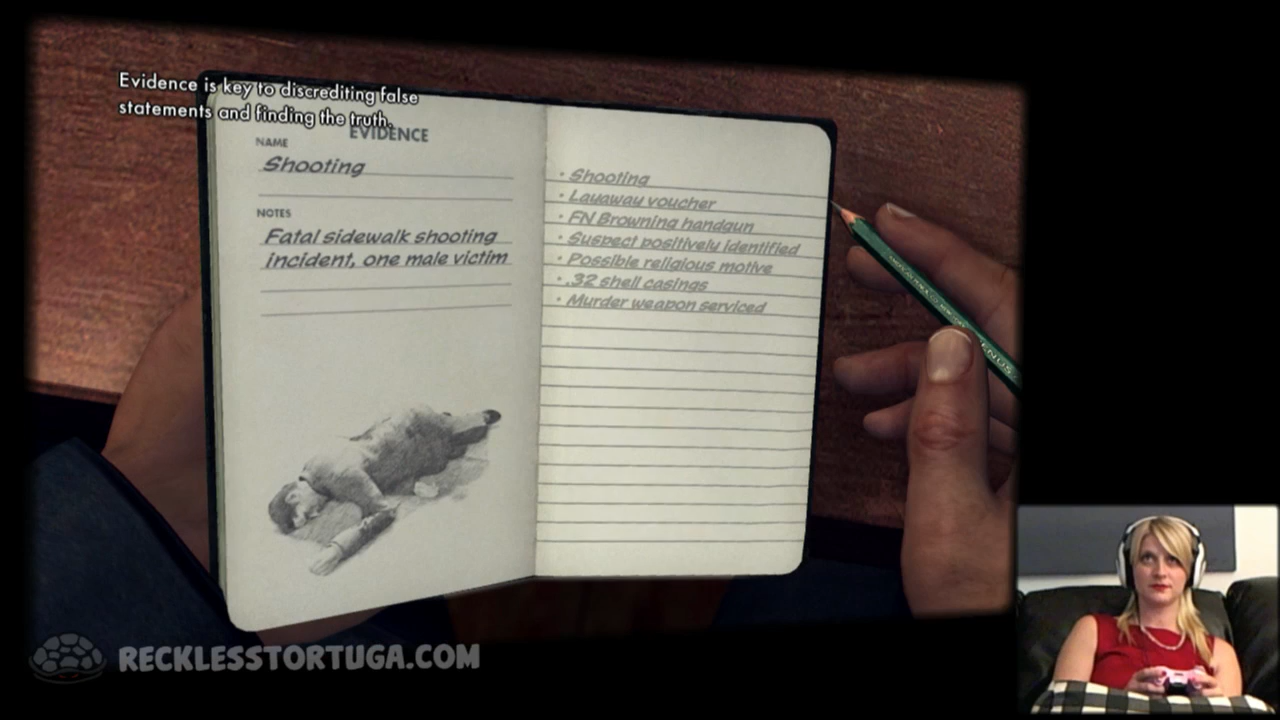 Evidence is key to discrediting false
statements and finding the truth.
EVIDENCE
NAME
Shooting
NOTES
Fatal sidewalk shooting
incident, one male victim
• Shooting
• Layaway voucher
• FN Browning handgun
• Suspect positively identified
• Possible religious motive
• .32 shell casings
• Murder weapon serviced
VENUS
RECKLESSTORTUGA.COM